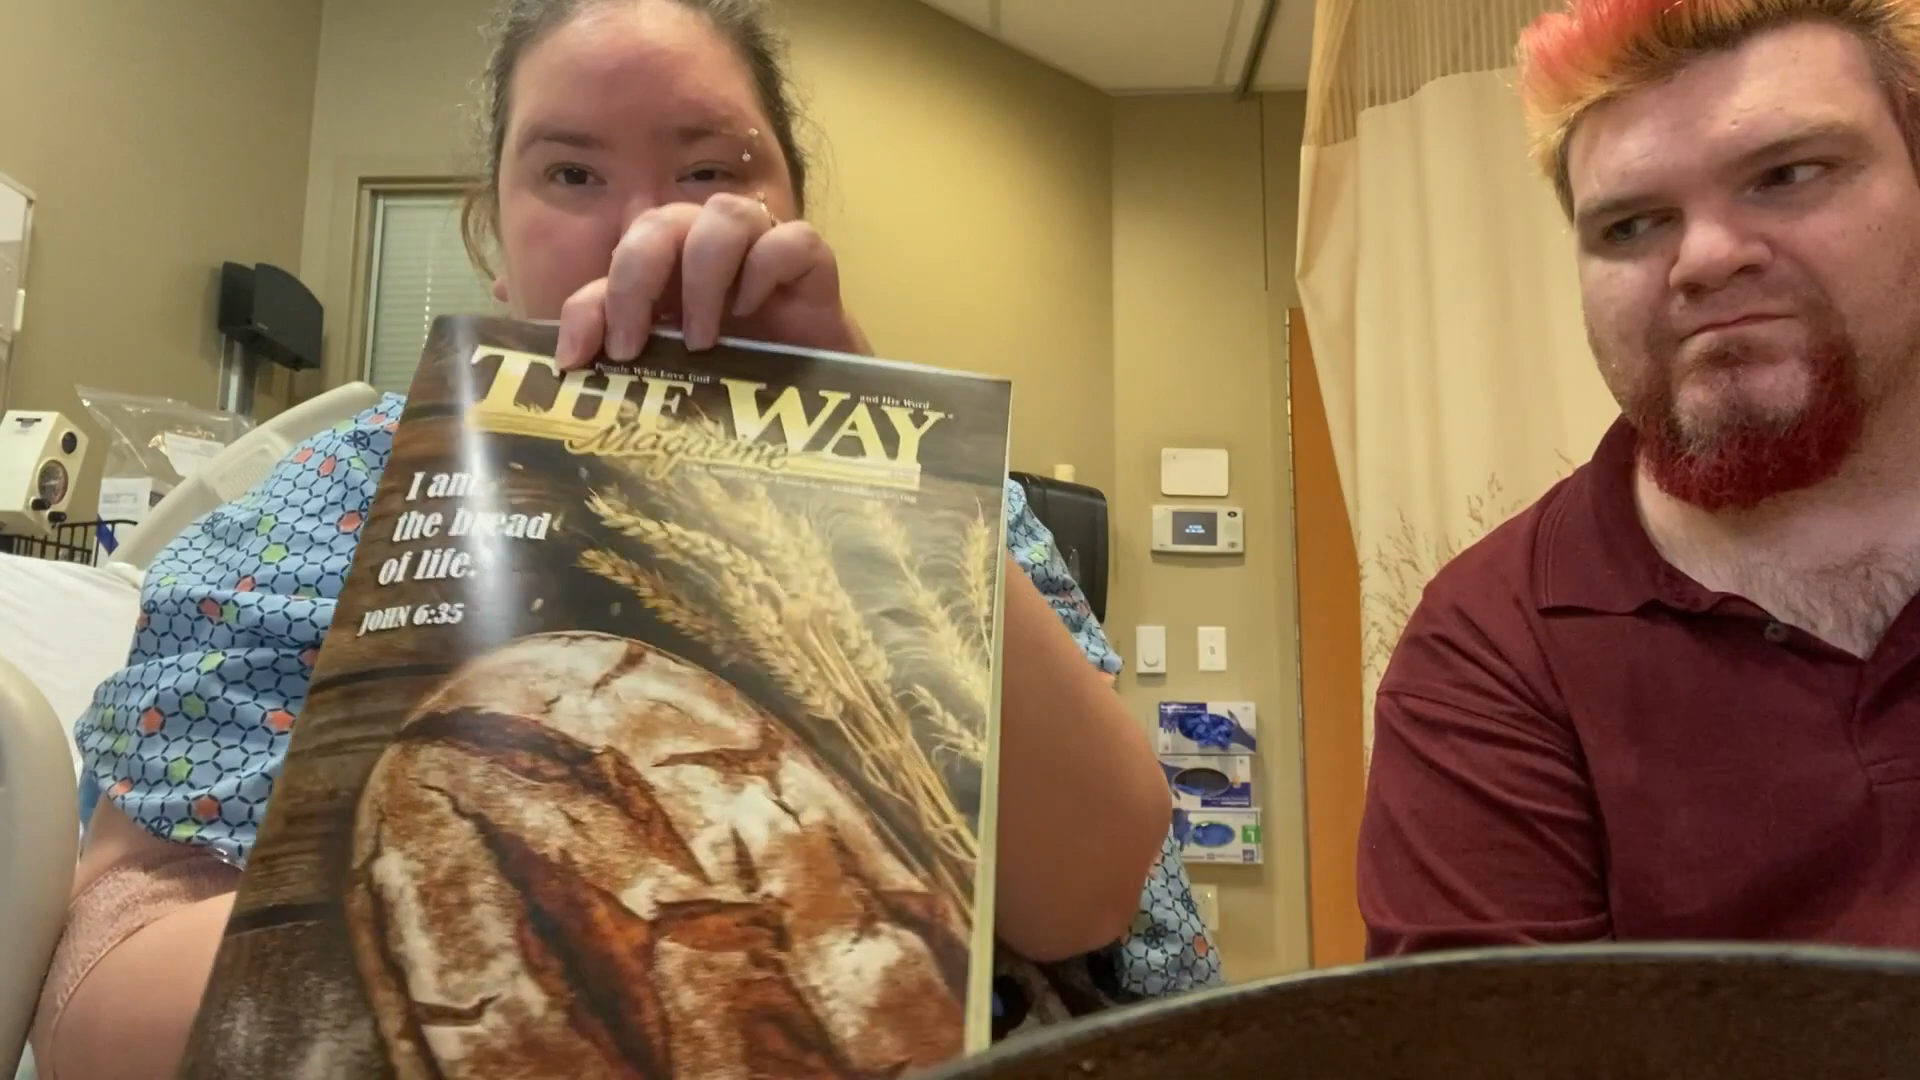 People Who Love God
THE WAY
and His Word
Magazine
I am
the bread
of life.
JOHN 6:35